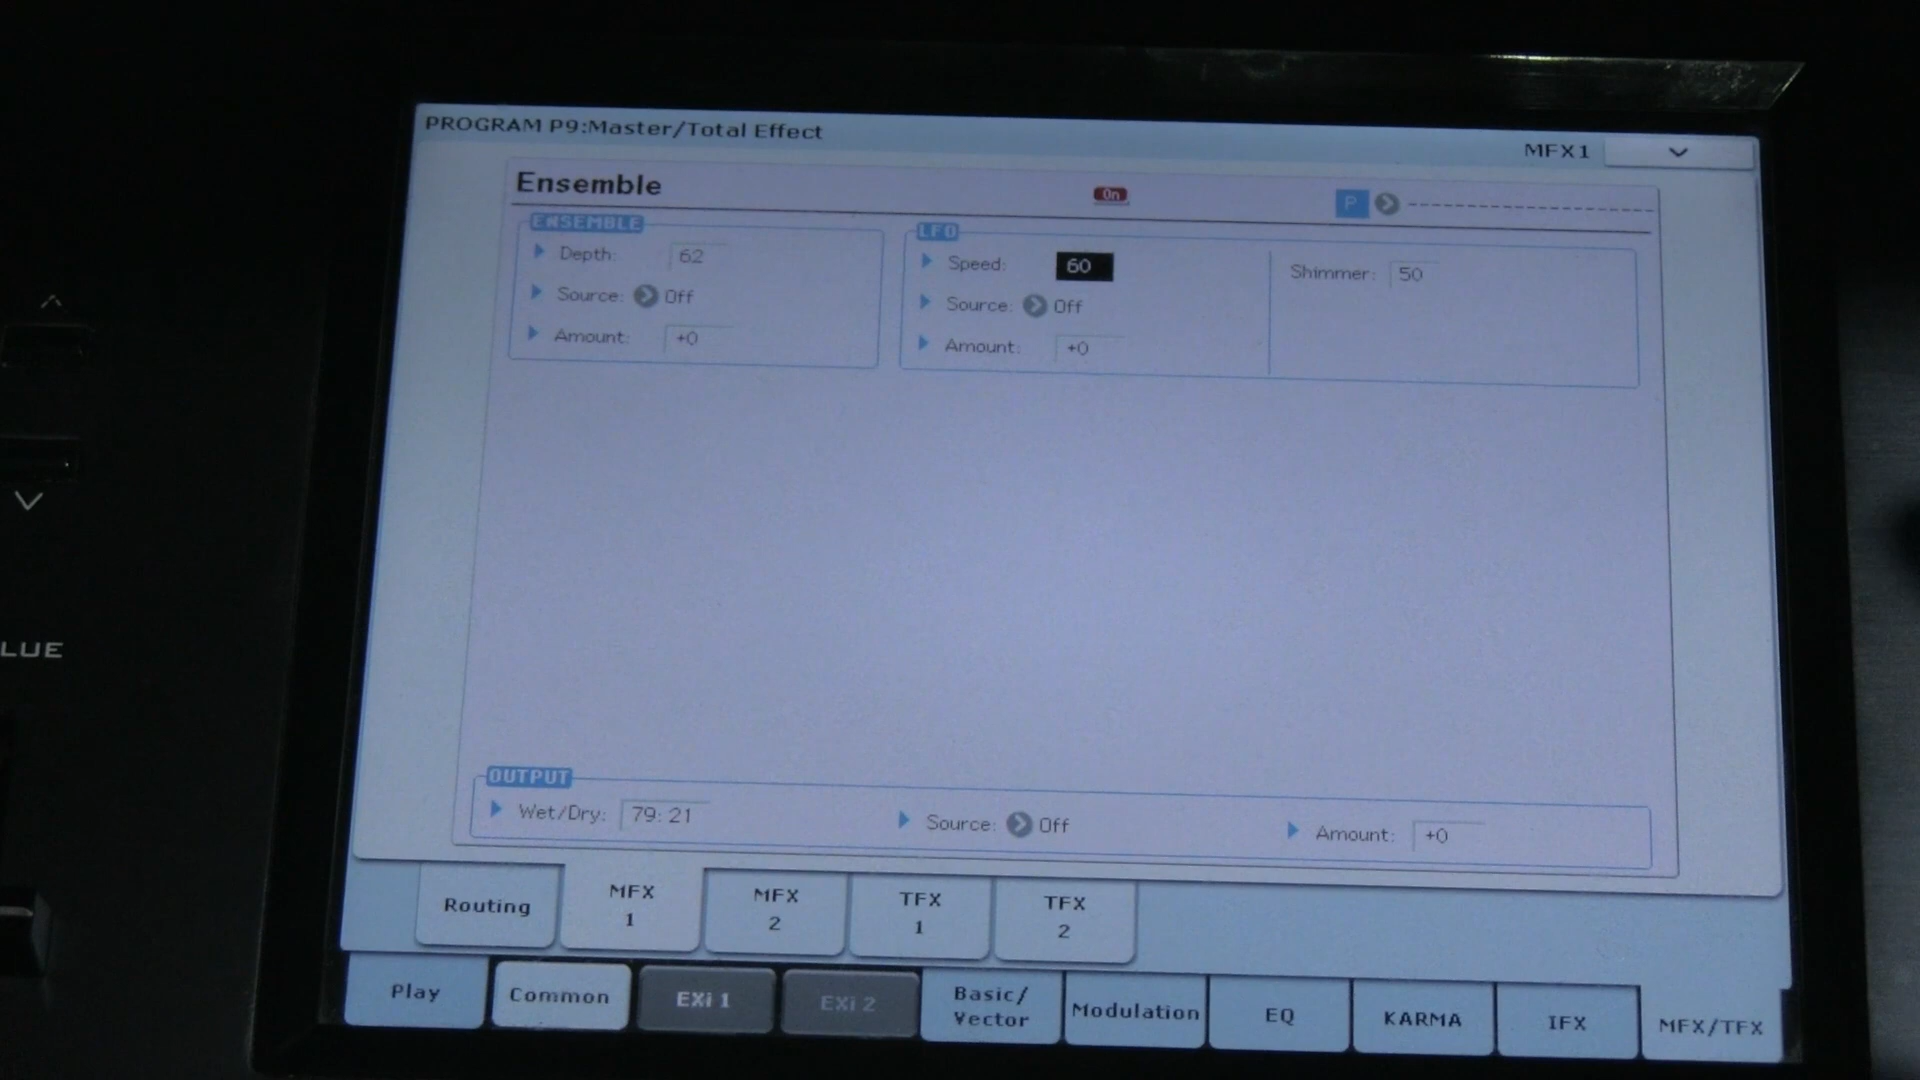 PROGRAM P9:Master/Total Effect
MFX1
Ensemble
On
P
ENSEMBLE
Depth: 62
Source: Off
Amount: +0
LFO
Speed: 60
Source: Off
Amount: +0
Shimmer: 50
LUE
OUTPUT
Wet/Dry: 79: 21
Source: Off
Amount: +0
Routing
MFX
1
MFX
2
TFX
1
TFX
2
Play
Common
EXi 1
EXi 2
Basic/
Vector
Modulation
EQ
KARMA
IFX
MFX/TFX